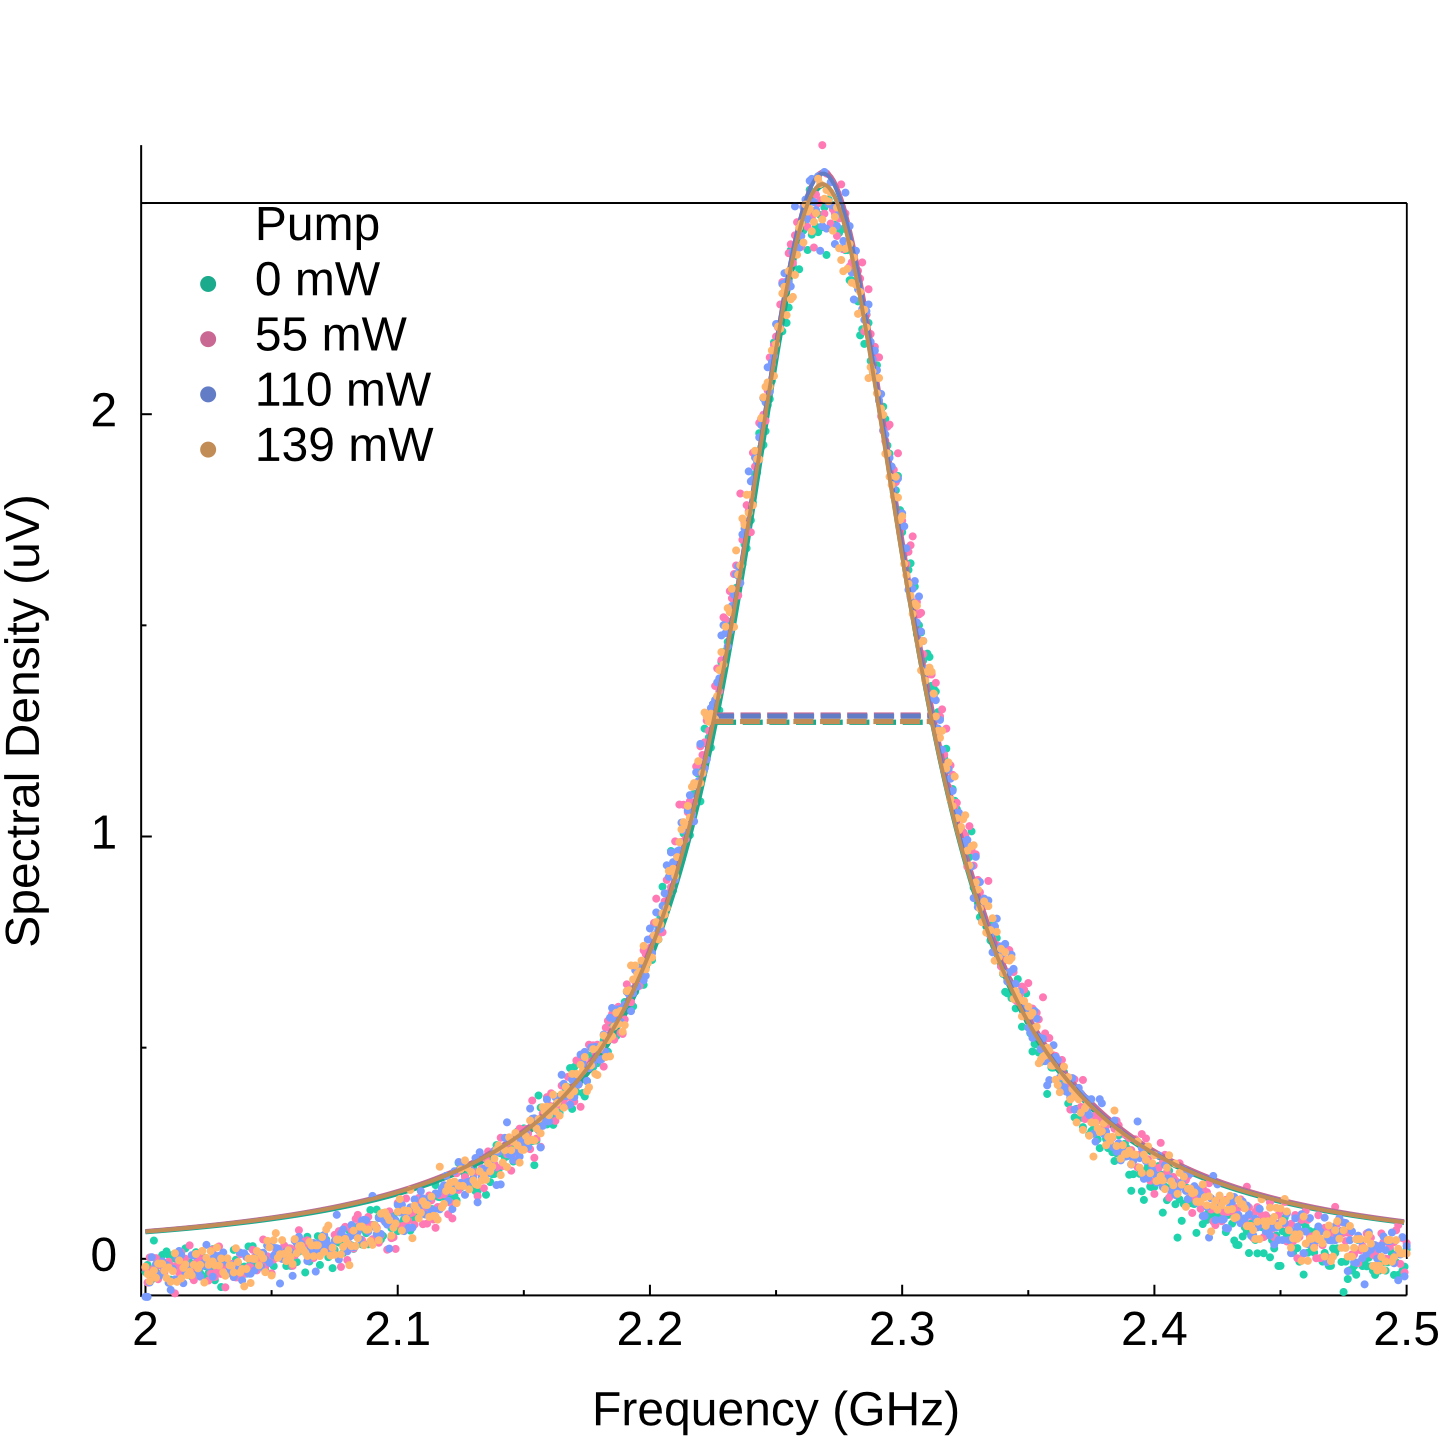 Pump
0 mW
55 mW
110 mW
139 mW
2
1
0
Spectral Density (uV)
2 2.1 2.2 2.3 2.4 2.5
Frequency (GHz)